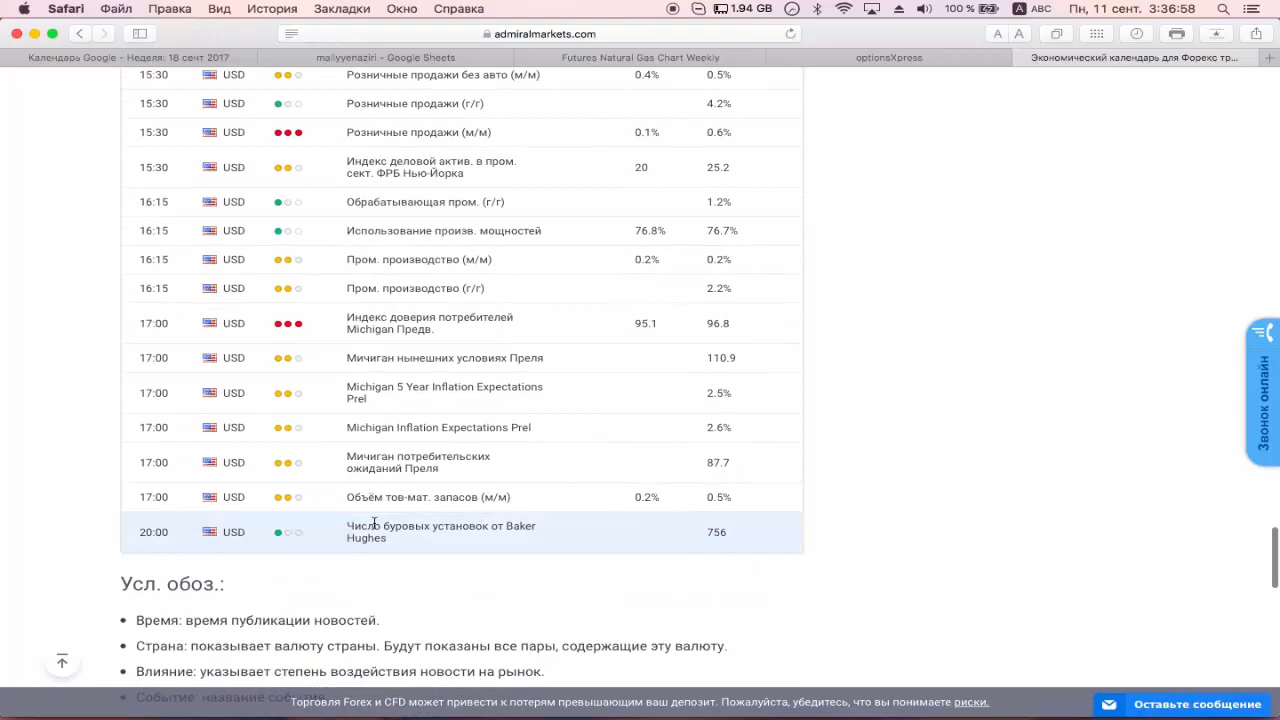 Safari Файл Правка Вид История Закладки Окно Справка 1.94 GB 100 % A ABC Пн, 11 сент. 3:36:58
admiralmarkets.com A A
Календарь Google - Неделя: 18 сент 2017 maliyyenaziri - Google Sheets Futures Natural Gas Chart Weekly optionsXpress Экономический календарь для Форекс тр...
15:30 USD Розничные продажи без авто (м/м) 0.4% 0.5%
15:30 USD Розничные продажи (г/г) 4.2%
15:30 USD Розничные продажи (м/м) 0.1% 0.6%
15:30 USD Индекс деловой актив. в пром. 20 25.2
сект. ФРБ Нью-Йорка
16:15 USD Обрабатывающая пром. (г/г) 1.2%
16:15 USD Использование произв. мощностей 76.8% 76.7%
16:15 USD Пром. производство (м/м) 0.2% 0.2%
16:15 USD Пром. производство (г/г) 2.2%
17:00 USD Индекс доверия потребителей 95.1 96.8
Michigan Предв.
17:00 USD Мичиган нынешних условиях Преля 110.9
17:00 USD Michigan 5 Year Inflation Expectations 2.5%
Prel
17:00 USD Michigan Inflation Expectations Prel 2.6%
17:00 USD Мичиган потребительских 87.7
ожиданий Преля
17:00 USD Объём тов-мат. запасов (м/м) 0.2% 0.5%
20:00 USD Число буровых установок от Baker 756
Hughes
Звонок онлайн
Усл. обоз.:
Время: время публикации новостей.
Страна: показывает валюту страны. Будут показаны все пары, содержащие эту валюту.
Влияние: указывает степень воздействия новости на рынок.
Событие: название события.
Торговля Forex и CFD может привести к потерям превышающим ваш депозит. Пожалуйста, убедитесь, что вы понимаете риски.
Оставьте сообщение